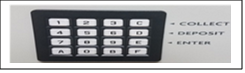 1 2 3 C
COLLECT
4 5 6 D
DEPOSIT
7 8 9 E
ENTER
A 0 B F